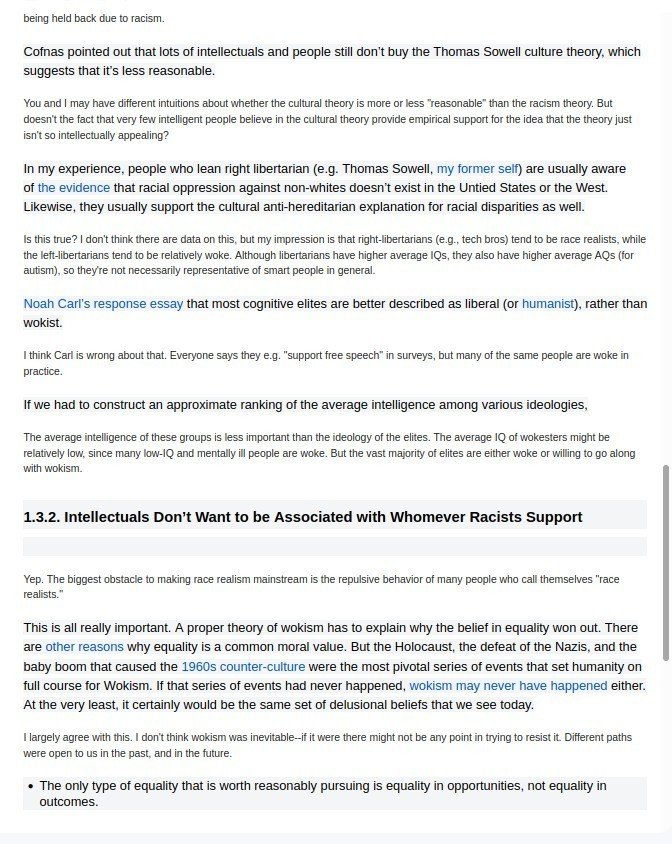 being held back due to racism.
Cofnas pointed out that lots of intellectuals and people still don’t buy the Thomas Sowell culture theory, which
suggests that it’s less reasonable.
You and I may have different intuitions about whether the cultural theory is more or less "reasonable" than the racism theory. But
doesn't the fact that very few intelligent people believe in the cultural theory provide empirical support for the idea that the theory just
isn't so intellectually appealing?
In my experience, people who lean right libertarian (e.g. Thomas Sowell, my former self) are usually aware
of the evidence that racial oppression against non-whites doesn’t exist in the Untied States or the West.
Likewise, they usually support the cultural anti-hereditarian explanation for racial disparities as well.
Is this true? I don't think there are data on this, but my impression is that right-libertarians (e.g., tech bros) tend to be race realists, while
the left-libertarians tend to be relatively woke. Although libertarians have higher average IQs, they also have higher average AQs (for
autism), so they're not necessarily representative of smart people in general.
Noah Carl’s response essay that most cognitive elites are better described as liberal (or humanist), rather than
wokist.
I think Carl is wrong about that. Everyone says they e.g. "support free speech" in surveys, but many of the same people are woke in
practice.
If we had to construct an approximate ranking of the average intelligence among various ideologies,
The average intelligence of these groups is less important than the ideology of the elites. The average IQ of wokesters might be
relatively low, since many low-IQ and mentally ill people are woke. But the vast majority of elites are either woke or willing to go along
with wokism.
1.3.2. Intellectuals Don’t Want to be Associated with Whomever Racists Support
Yep. The biggest obstacle to making race realism mainstream is the repulsive behavior of many people who call themselves "race
realists."
This is all really important. A proper theory of wokism has to explain why the belief in equality won out. There
are other reasons why equality is a common moral value. But the Holocaust, the defeat of the Nazis, and the
baby boom that caused the 1960s counter-culture were the most pivotal series of events that set humanity on
full course for Wokism. If that series of events had never happened, wokism may never have happened either.
At the very least, it certainly would be the same set of delusional beliefs that we see today.
I largely agree with this. I don't think wokism was inevitable--if it were there might not be any point in trying to resist it. Different paths
were open to us in the past, and in the future.
• The only type of equality that is worth reasonably pursuing is equality in opportunities, not equality in
outcomes.